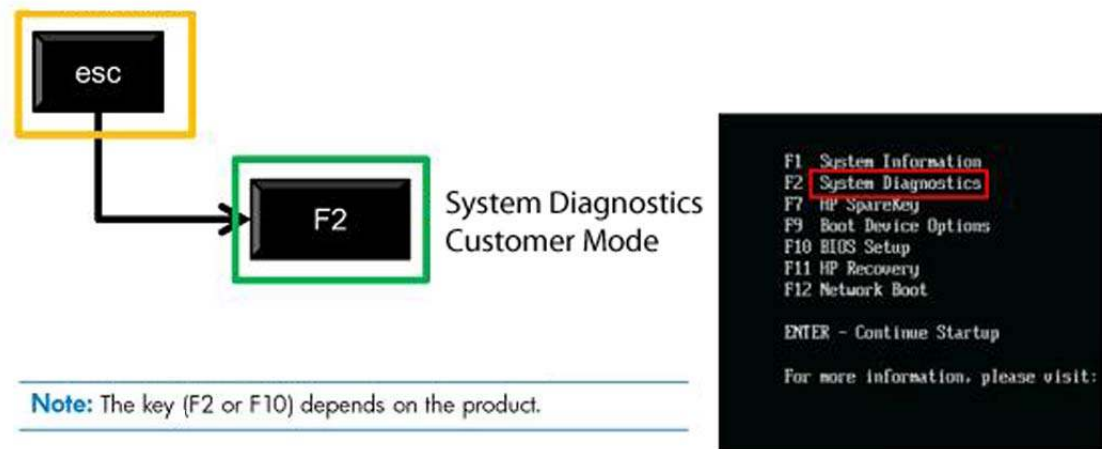 esc
F2
System Diagnostics
Customer Mode
Note: The key (F2 or F10) depends on the product.
F1 System Information
F2 System Diagnostics
F7 HP SpareKey
F9 Boot Device Options
F10 BIOS Setup
F11 HP Recovery
F12 Network Boot
ENTER - Continue Startup
For more information, please visit: